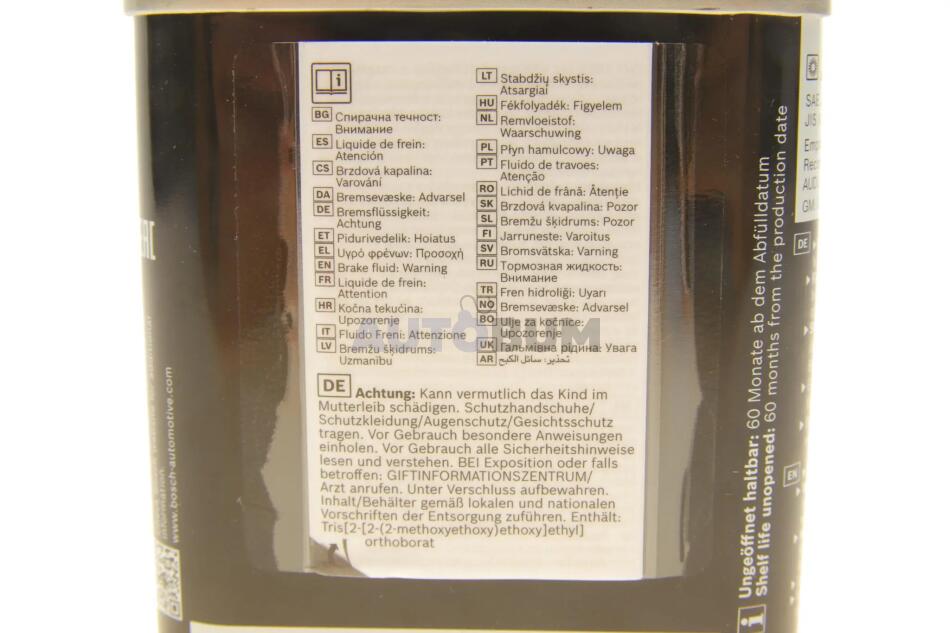 BG Спирачна течност:
Внимание
ES Liquide de frein:
Atención
CS Brzdová kapalina:
Varování
DA Bremsevæske: Advarsel
DE Bremsflüssigkeit:
Achtung
ET Pidurivedelik: Hoiatus
EL Υγρό φρένων: Προσοχή
EN Brake fluid: Warning
FR Liquide de frein:
Attention
HR Kočna tekućina:
Upozorenje
IT Fluido Freni: Attenzione
LV Bremžu šķidrums:
Uzmanību
LT Stabdžių skystis:
Atsargiai
HU Fékfolyadék: Figyelem
NL Remvloeistof:
Waarschuwing
PL Płyn hamulcowy: Uwaga
PT Fluido de travoes:
Atenção
RO Lichid de frână: Âtenție
SK Brzdová kvapalina: Pozor
SL Bremžu šķidrums: Pozor
FI Jarruneste: Varoitus
SV Bromsvätska: Varning
RU Тормозная жидкость:
Внимание
TR Fren hidroliği: Uyarı
NO Bremsevæske: Advarsel
BO Ulje za kočnice:
Upozorenje
UK Гальмівна рідина: Увага
AR تحذير: سائل الكبح
AUTOBUM
DE Achtung: Kann vermutlich das Kind im
Mutterleib schädigen. Schutzhandschuhe/
Schutzkleidung/Augenschutz/Gesichtsschutz
tragen. Vor Gebrauch besondere Anweisungen
einholen. Vor Gebrauch alle Sicherheitshinweise
lesen und verstehen. BEI Exposition oder falls
betroffen: GIFTINFORMATIONSZENTRUM/
Arzt anrufen. Unter Verschluss aufbewahren.
Inhalt/Behälter gemäß lokalen und nationalen
Vorschriften der Entsorgung zuführen. Enthält:
Tris[2-[2-(2-methoxyethoxy)ethoxy]ethyl]
orthoborat
information.
www.bosch-automotive.com
Ungeöffnet haltbar: 60 Monate ab dem Abfülldatum
Shelf life unopened: 60 months from the production date
SAE
JIS
GM
DE
EN